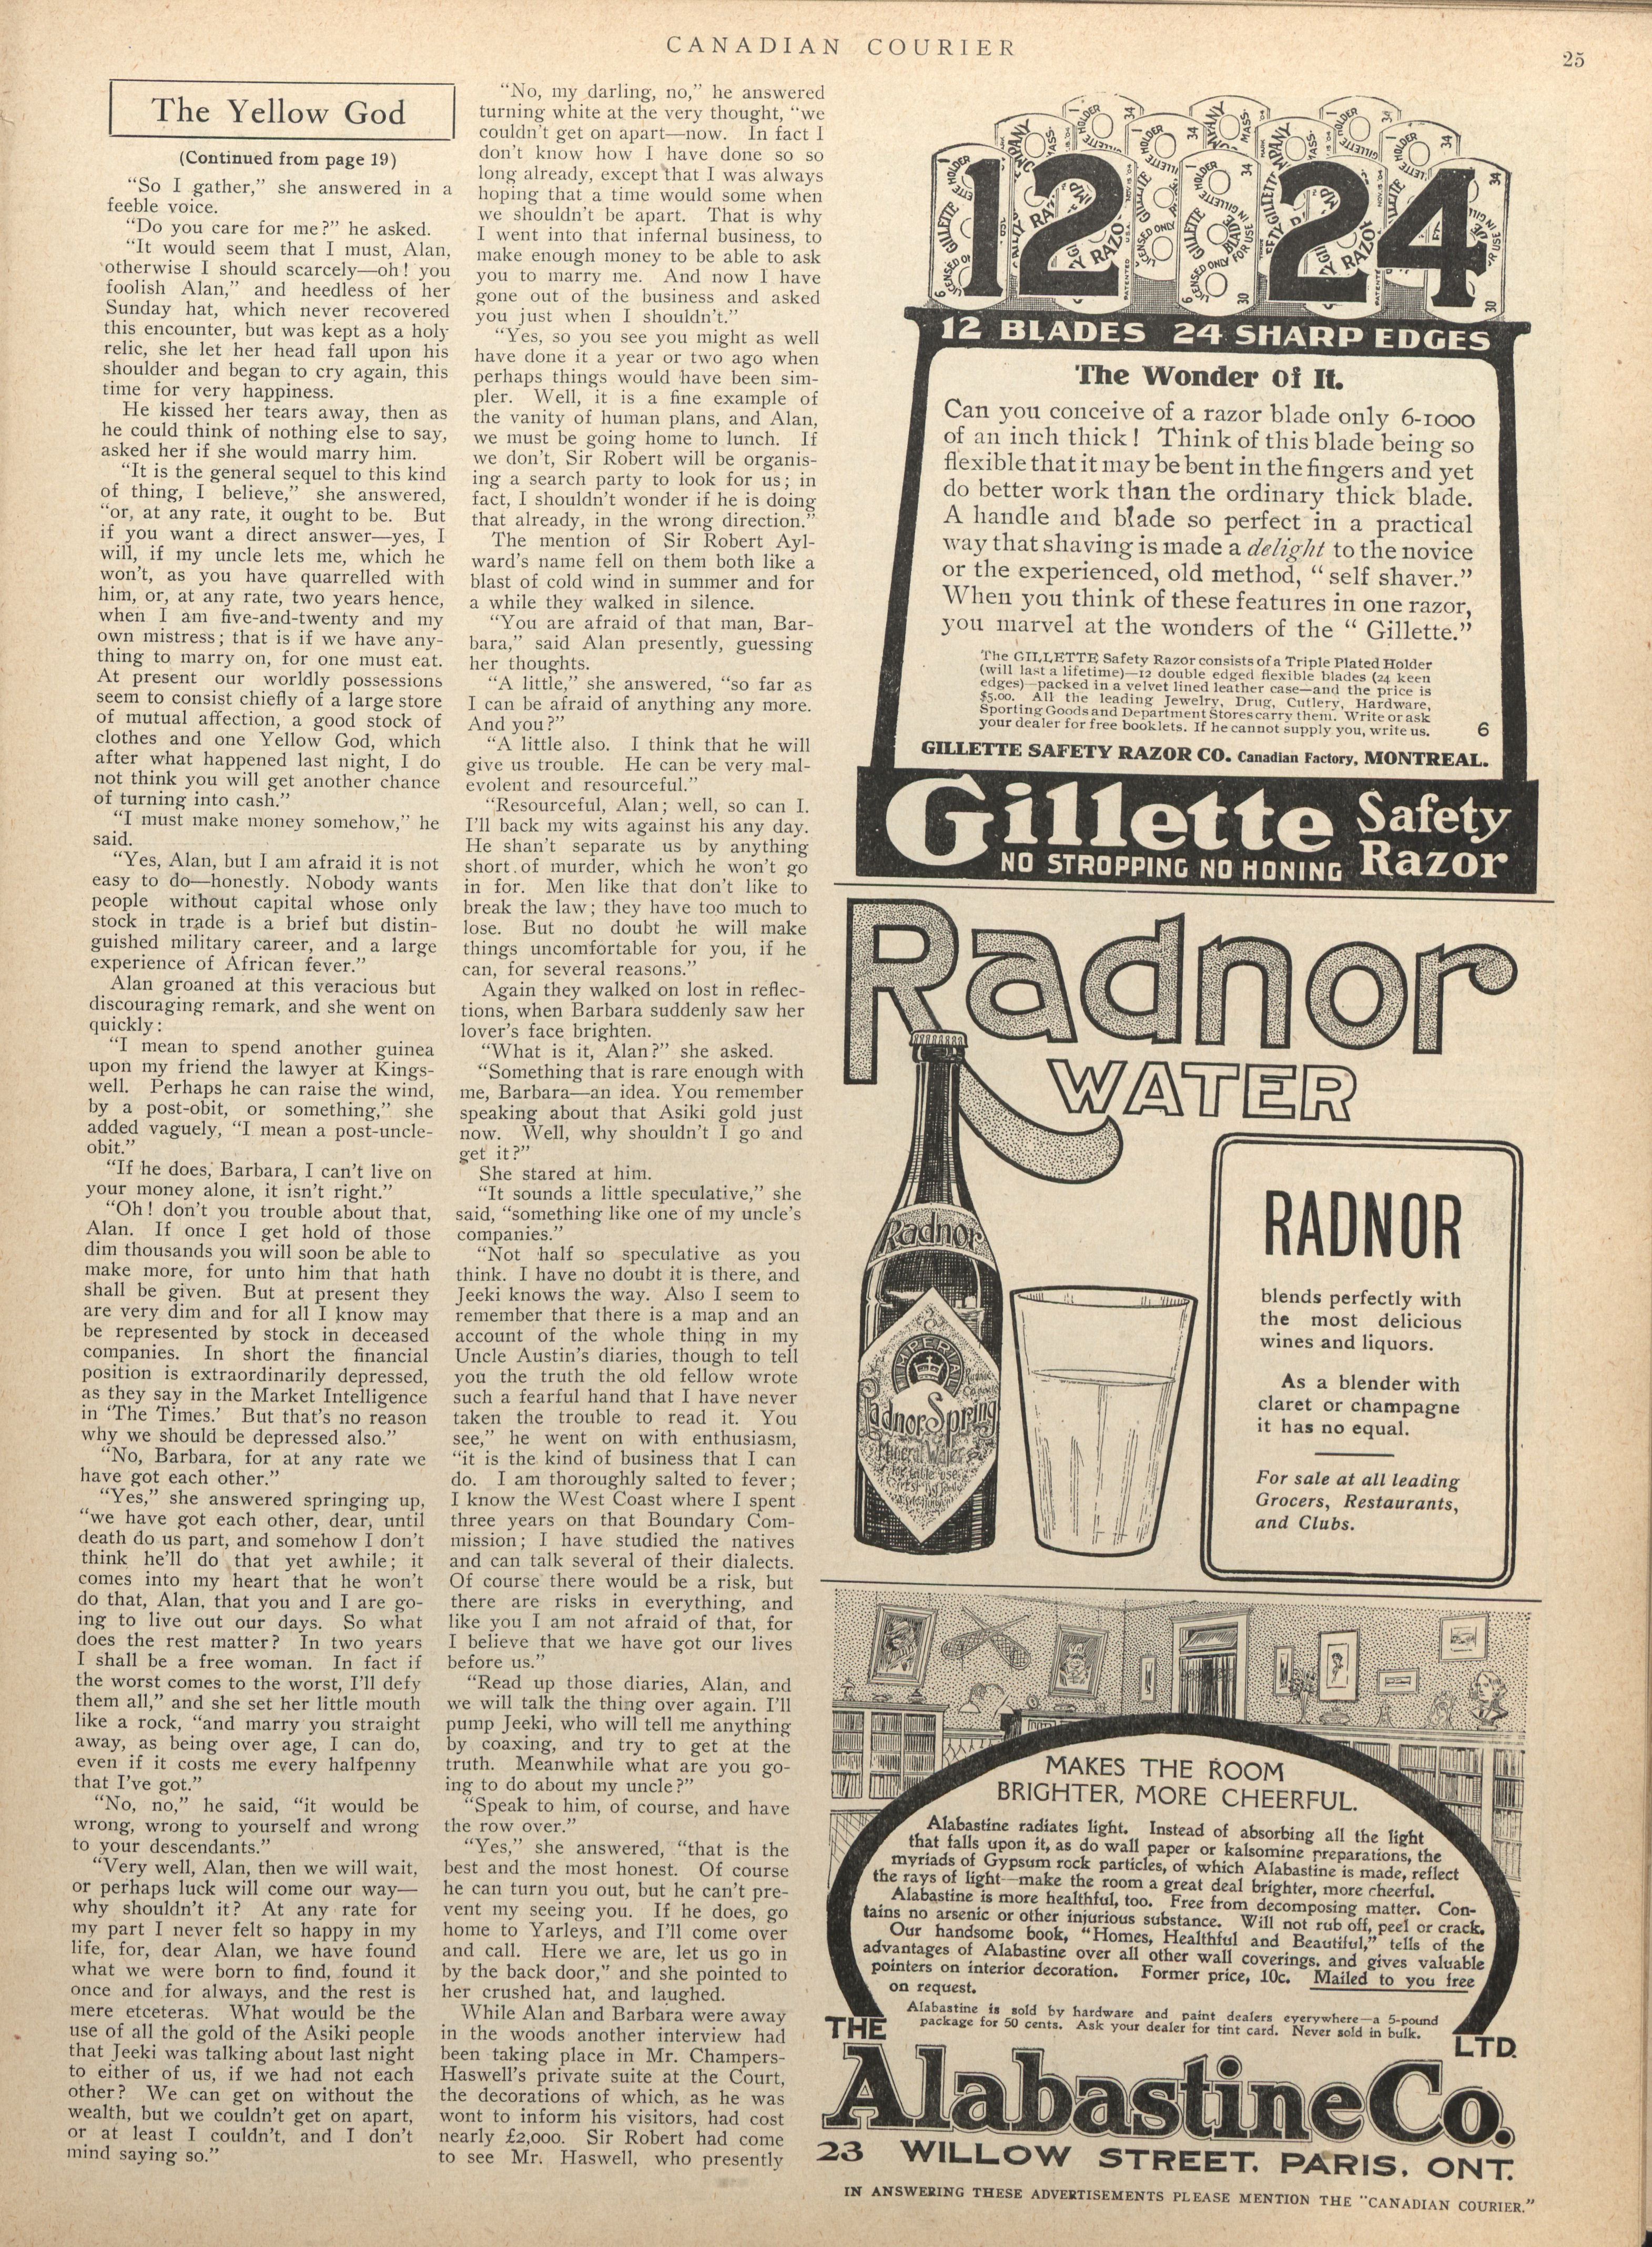 CANADIAN COURIER
25
The Yellow God
(Continued from page 19)
"So I gather," she answered in a
feeble voice.
"Do you care for me?" he asked.
"It would seem that I must, Alan,
otherwise I should scarcely—oh! you
foolish Alan," and heedless of her
Sunday hat, which never recovered
this encounter, but was kept as a holy
relic, she let her head fall upon his
shoulder and began to cry again, this
time for very happiness.
He kissed her tears away, then as
he could think of nothing else to say,
asked her if she would marry him.
"It is the general sequel to this kind
of thing, I believe," she answered,
"or, at any rate, it ought to be. But
if you want a direct answer—yes, I
will, if my uncle lets me, which he
won't, as you have quarrelled with
him, or, at any rate, two years hence,
when I am five-and-twenty and my
own mistress; that is if we have any-
thing to marry on, for one must eat.
At present our worldly possessions
seem to consist chiefly of a large store
of mutual affection, a good stock of
clothes and one Yellow God, which
after what happened last night, I do
not think you will get another chance
of turning into cash."
"I must make money somehow," he
said.
"Yes, Alan, but I am afraid it is not
easy to do—honestly. Nobody wants
people without capital whose only
stock in trade is a brief but distin-
guished military career, and a large
experience of African fever."
Alan groaned at this veracious but
discouraging remark, and she went on
quickly:
"I mean to spend another guinea
upon my friend the lawyer at Kings-
well. Perhaps he can raise the wind,
by a post-obit, or something," she
added vaguely, "I mean a post-uncle-
obit."
"If he does, Barbara, I can't live on
your money alone, it isn't right."
"Oh! don't you trouble about that,
Alan. If once I get hold of those
dim thousands you will soon be able to
make more, for unto him that hath
shall be given. But at present they
are very dim and for all I know may
be represented by stock in deceased
companies. In short the financial
position is extraordinarily depressed,
as they say in the Market Intelligence
in 'The Times.' But that's no reason
why we should be depressed also."
"No, Barbara, for at any rate we
have got each other."
"Yes," she answered springing up,
"we have got each other, dear, until
death do us part, and somehow I don't
think he'll do that yet awhile; it
comes into my heart that he won't
do that, Alan, that you and I are go-
ing to live out our days. So what
does the rest matter? In two years
I shall be a free woman. In fact if
the worst comes to the worst, I'll defy
them all," and she set her little mouth
like a rock, "and marry you straight
away, as being over age, I can do,
even if it costs me every halfpenny
that I've got."
"No, no," he said, "it would be
wrong, wrong to yourself and wrong
to your descendants."
"Very well, Alan, then we will wait,
or perhaps luck will come our way—
why shouldn't it? At any rate for
my part I never felt so happy in my
life, for, dear Alan, we have found
what we were born to find, found it
once and for always, and the rest is
mere etceteras. What would be the
use of all the gold of the Asiki people
that Jeeki was talking about last night
to either of us, if we had not each
other? We can get on without the
wealth, but we couldn't get on apart,
or at least I couldn't, and I don't
mind saying so."
"No, my darling, no," he answered
turning white at the very thought, "we
couldn't get on apart—now. In fact I
don't know how I have done so so
long already, except that I was always
hoping that a time would some when
we shouldn't be apart. That is why
I went into that infernal business, to
make enough money to be able to ask
you to marry me. And now I have
gone out of the business and asked
you just when I shouldn't."
"Yes, so you see you might as well
have done it a year or two ago when
perhaps things would have been sim-
pler. Well, it is a fine example of
the vanity of human plans, and Alan,
we must be going home to lunch. If
we don't, Sir Robert will be organis-
ing a search party to look for us; in
fact, I shouldn't wonder if he is doing
that already, in the wrong direction."
The mention of Sir Robert Ayl-
ward's name fell on them both like a
blast of cold wind in summer and for
a while they walked in silence.
"You are afraid of that man, Bar-
bara," said Alan presently, guessing
her thoughts.
"A little," she answered, "so far as
I can be afraid of anything any more.
And you?"
"A little also. I think that he will
give us trouble. He can be very mal-
evolent and resourceful."
"Resourceful, Alan; well, so can I.
I'll back my wits against his any day.
He shan't separate us by anything
short of murder, which he won't go
in for. Men like that don't like to
break the law; they have too much to
lose. But no doubt he will make
things uncomfortable for you, if he
can, for several reasons."
Again they walked on lost in reflec-
tions, when Barbara suddenly saw her
lover's face brighten.
"What is it, Alan?" she asked.
"Something that is rare enough with
me, Barbara—an idea. You remember
speaking about that Asiki gold just
now. Well, why shouldn't I go and
get it?"
She stared at him.
"It sounds a little speculative," she
said, "something like one of my uncle's
companies."
"Not half so speculative as you
think. I have no doubt it is there, and
Jeeki knows the way. Also I seem to
remember that there is a map and an
account of the whole thing in my
Uncle Austin's diaries, though to tell
you the truth the old fellow wrote
such a fearful hand that I have never
taken the trouble to read it. You
see," he went on with enthusiasm,
"it is the kind of business that I can
do. I am thoroughly salted to fever;
I know the West Coast where I spent
three years on that Boundary Com-
mission; I have studied the natives
and can talk several of their dialects.
Of course there would be a risk, but
there are risks in everything, and
like you I am not afraid of that, for
I believe that we have got our lives
before us."
"Read up those diaries, Alan, and
we will talk the thing over again. I'll
pump Jeeki, who will tell me anything
by coaxing, and try to get at the
truth. Meanwhile what are you go-
ing to do about my uncle?"
"Speak to him, of course, and have
the row over."
"Yes," she answered, "that is the
best and the most honest. Of course
he can turn you out, but he can't pre-
vent my seeing you. If he does, go
home to Yarleys, and I'll come over
and call. Here we are, let us go in
by the back door," and she pointed to
her crushed hat, and laughed.
While Alan and Barbara were away
in the woods another interview had
been taking place in Mr. Champers-
Haswell's private suite at the Court,
the decorations of which, as he was
wont to inform his visitors, had cost
nearly £2,000. Sir Robert had come
to see Mr. Haswell, who presently
12 24
12 BLADES 24 SHARP EDGES
The Wonder Of It.
Can you conceive of a razor blade only 6-1000
of an inch thick! Think of this blade being so
flexible that it may be bent in the fingers and yet
do better work than the ordinary thick blade.
A handle and blade so perfect in a practical
way that shaving is made a delight to the novice
or the experienced, old method, "self shaver."
When you think of these features in one razor,
you marvel at the wonders of the "Gillette."
The GILLETTE Safety Razor consists of a Triple Plated Holder
(will last a lifetime)—12 double edged flexible blades (24 keen
edges)—packed in a velvet lined leather case—and the price is
$5.00. All the leading Jewelry, Drug, Cutlery, Hardware,
Sporting Goods and Department Stores carry them. Write or ask
your dealer for free booklets. If he cannot supply you, write us.
6
GILLETTE SAFETY RAZOR CO. Canadian Factory, MONTREAL.
Gillette Safety
Razor
NO STROPPING NO HONING
Radnor
WATER
Radnor
IMPERIAL
Radnor Spring
Mineral Water
RADNOR
blends perfectly with
the most delicious
wines and liquors.
As a blender with
claret or champagne
it has no equal.
For sale at all leading
Grocers, Restaurants,
and Clubs.
MAKES THE ROOM
BRIGHTER, MORE CHEERFUL.
Alabastine radiates light. Instead of absorbing all the light
that falls upon it, as do wall paper or kalsomine preparations, the
myriads of Gypsum rock particles, of which Alabastine is made, reflect
the rays of light—make the room a great deal brighter, more cheerful.
Alabastine is more healthful, too. Free from decomposing matter. Con-
tains no arsenic or other injurious substance. Will not rub off, peel or crack.
Our handsome book, "Homes, Healthful and Beautiful," tells of the
advantages of Alabastine over all other wall coverings, and gives valuable
pointers on interior decoration. Former price, 10c. Mailed to you free
on request.
Alabastine is sold by hardware and paint dealers everywhere—a 5-pound
package for 50 cents. Ask your dealer for tint card. Never sold in bulk.
THE
LTD.
Alabastine Co.
23 WILLOW STREET, PARIS, ONT.
IN ANSWERING THESE ADVERTISEMENTS PLEASE MENTION THE "CANADIAN COURIER."